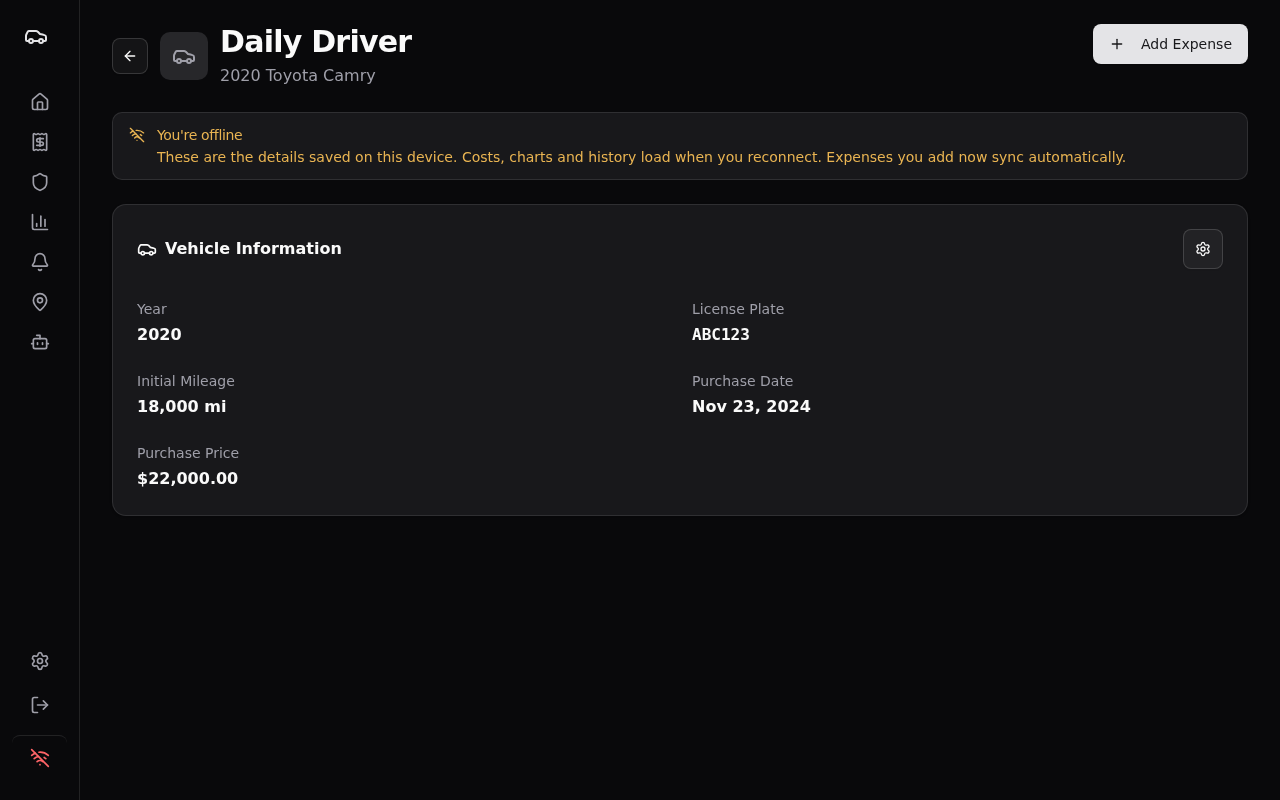 Daily Driver
2020 Toyota Camry
Add Expense
You're offline
These are the details saved on this device. Costs, charts and history load when you reconnect. Expenses you add now sync automatically.
Vehicle Information
Year
2020
License Plate
ABC123
Initial Mileage
18,000 mi
Purchase Date
Nov 23, 2024
Purchase Price
$22,000.00